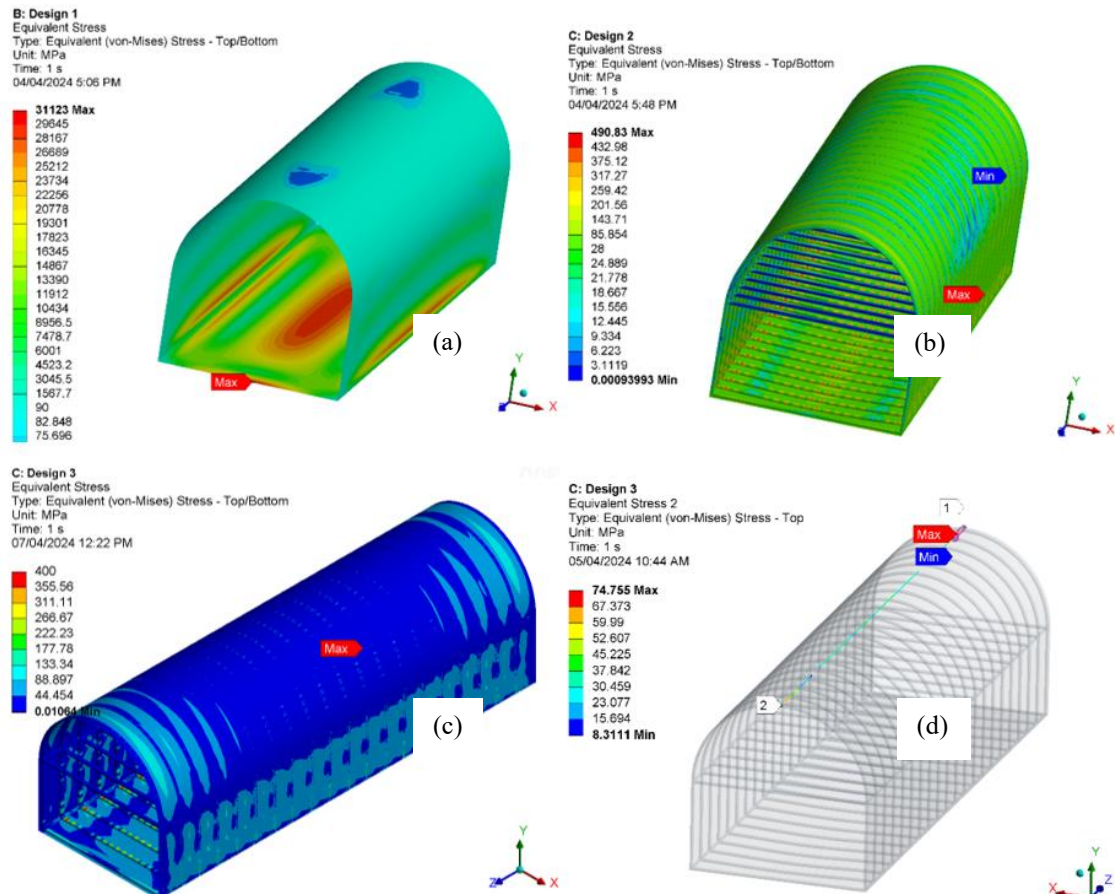 B: Design 1
Equivalent Stress
Type: Equivalent (von-Mises) Stress - Top/Bottom
Unit: MPa
Time: 1 s
04/04/2024 5:06 PM
31123 Max
29645
28167
26689
25212
23734
22256
20778
19301
17823
16345
14867
13390
11912
10434
8956.5
7478.7
6001
4523.2
3045.5
1567.7
90
82.848
75.696
Max
(a)
Y
X
Z
C: Design 2
Equivalent Stress
Type: Equivalent (von-Mises) Stress - Top/Bottom
Unit: MPa
Time: 1 s
04/04/2024 5:48 PM
490.83 Max
432.98
375.12
317.27
259.42
201.56
143.71
85.854
28
24.889
21.778
18.667
15.556
12.445
9.334
6.223
3.1119
0.00093993 Min
Min
Max
(b)
Y
X
C: Design 3
Equivalent Stress
Type: Equivalent (von-Mises) Stress - Top/Bottom
Unit: MPa
Time: 1 s
07/04/2024 12:22 PM
400
355.56
311.11
266.67
222.23
177.78
133.34
88.897
44.454
0.01064 Min
Max
(c)
Y
Z
X
C: Design 3
Equivalent Stress 2
Type: Equivalent (von-Mises) Stress - Top
Unit: MPa
Time: 1 s
05/04/2024 10:44 AM
74.755 Max
67.373
59.99
52.607
45.225
37.842
30.459
23.077
15.694
8.3111 Min
1
Max
Min
2
(d)
Y
X
Z